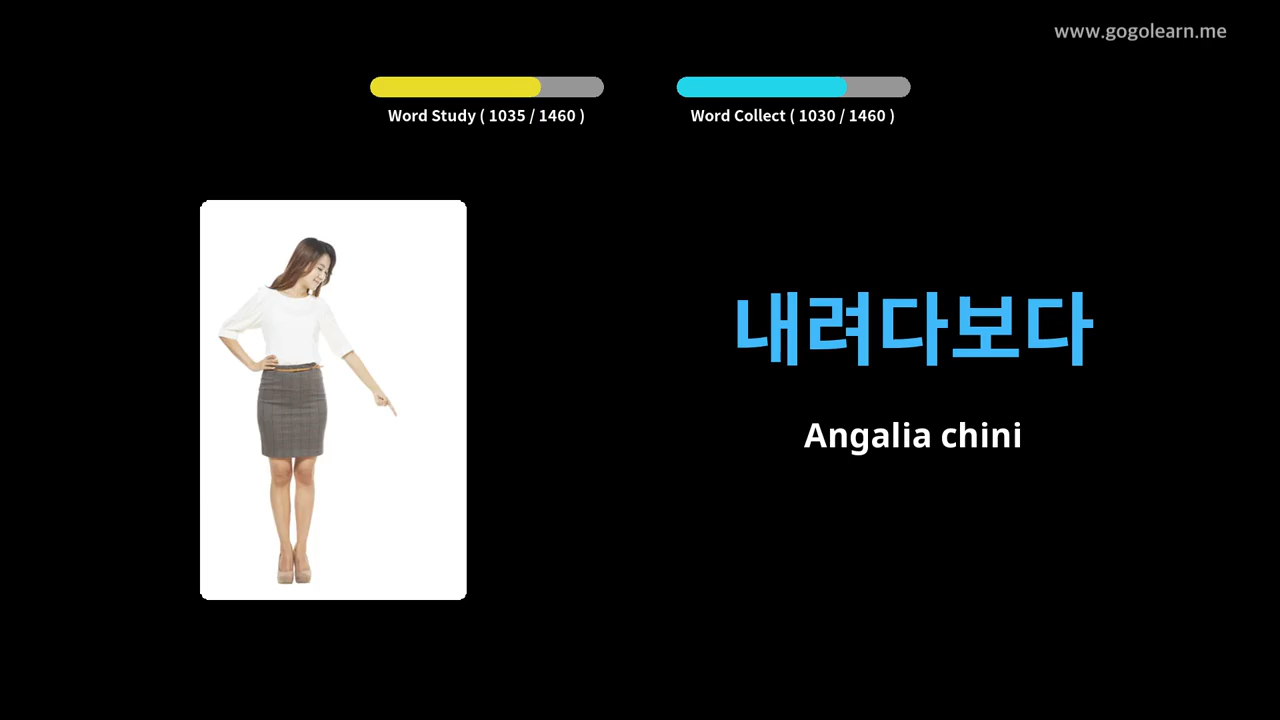 www.gogolearn.me
Word Study ( 1035 / 1460 )
Word Collect ( 1030 / 1460 )
내려다보다
Angalia chini